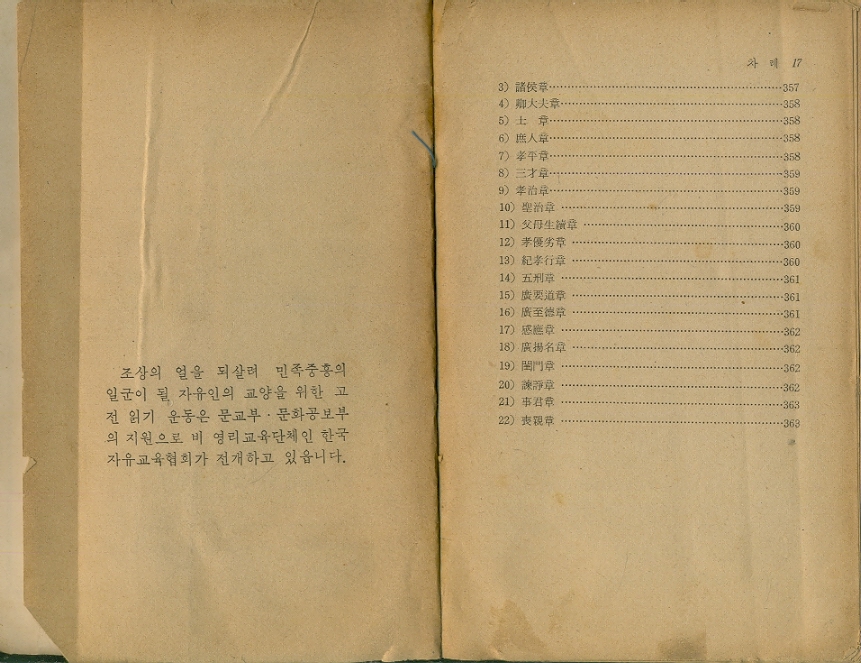 조상의 얼을 되살려 민족중흥의
일군이 될 자유인의 교양을 위한 고
전 읽기 운동은 문교부·문화공보부
의 지원으로 비 영리교육단체인 한국
자유교육협회가 전개하고 있읍니다.
차 례 17
3) 諸侯章 357
4) 卿大夫章 358
5) 士 章 358
6) 庶人章 358
7) 孝平章 358
8) 三才章 359
9) 孝治章 359
10) 聖治章 359
11) 父母生績章 360
12) 孝優劣章 360
13) 紀孝行章 360
14) 五刑章 361
15) 廣要道章 361
16) 廣至德章 361
17) 感應章 362
18) 廣揚名章 362
19) 閨門章 362
20) 諫諍章 362
21) 事君章 363
22) 喪親章 363